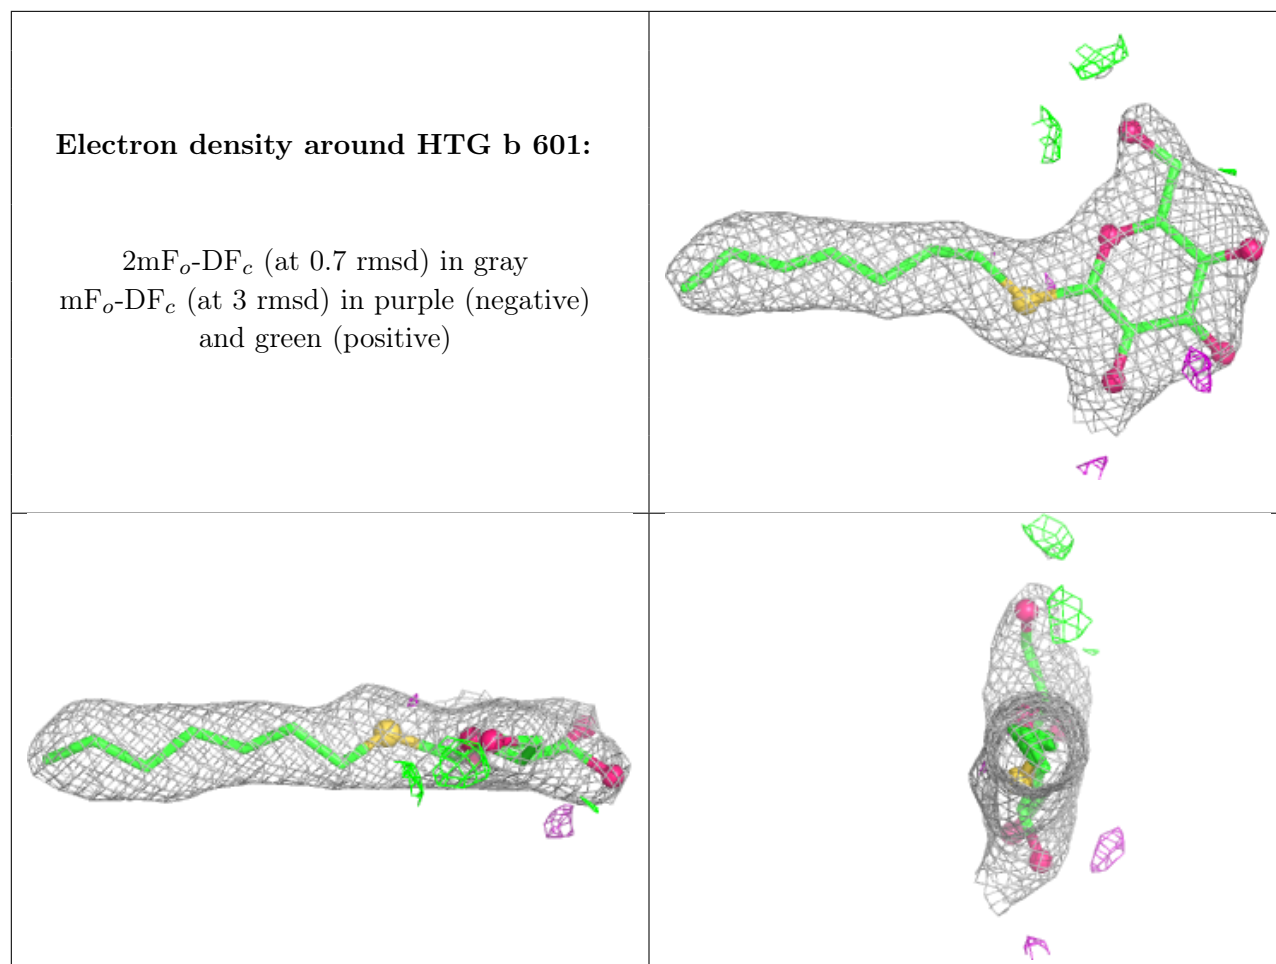 Electron density around HTG b 601:
2mFo-DFc (at 0.7 rmsd) in gray
mFo-DFc (at 3 rmsd) in purple (negative)
and green (positive)